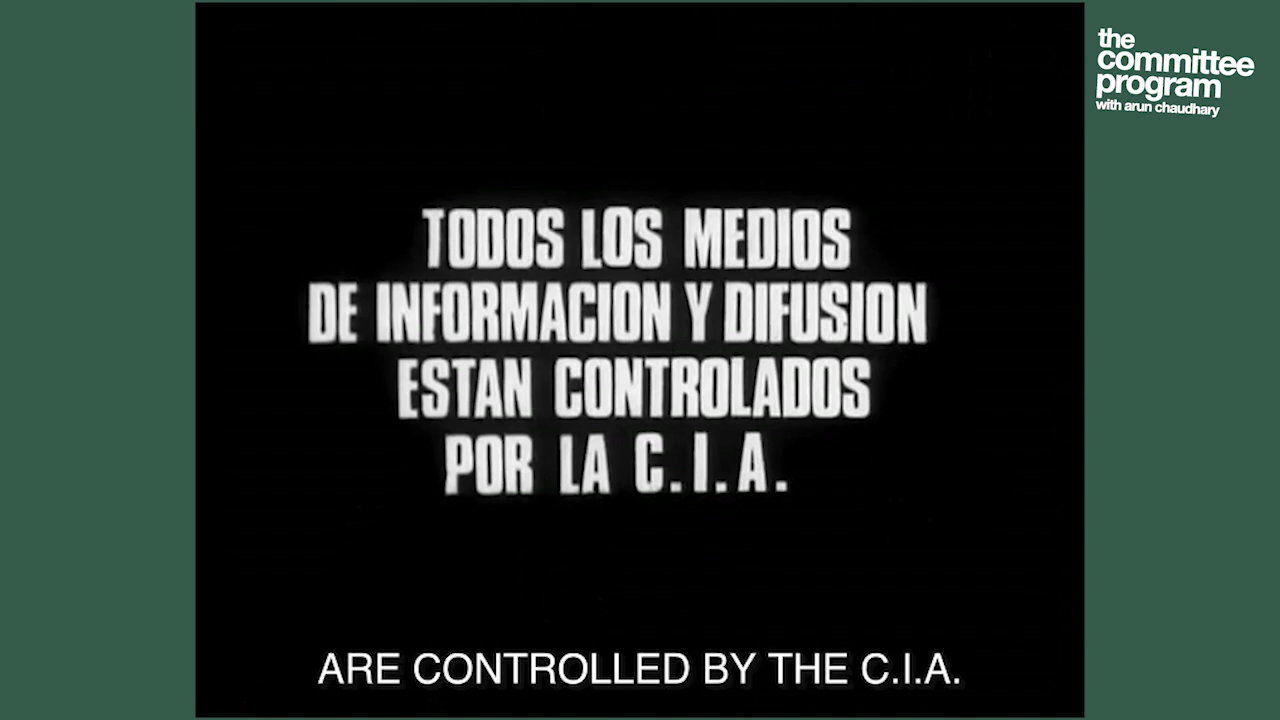 the
committee
program
with arun chaudhary
TODOS LOS MEDIOS
DE INFORMACION Y DIFUSION
ESTAN CONTROLADOS
POR LA C.I.A.
ARE CONTROLLED BY THE C.I.A.